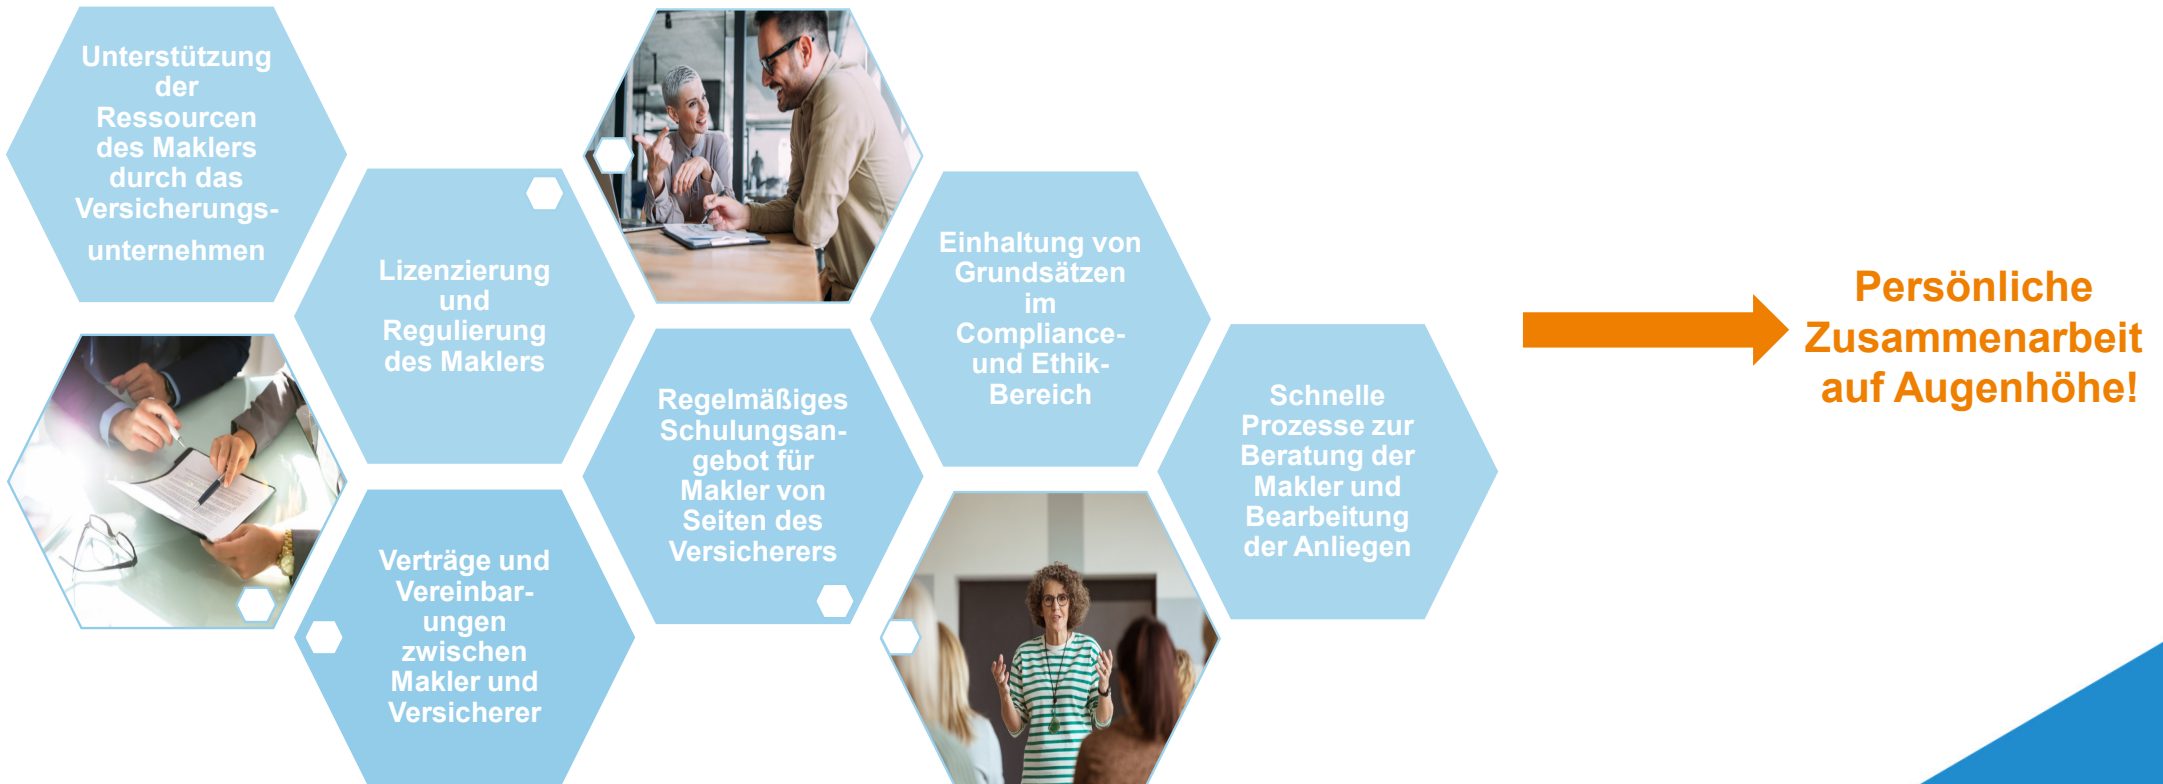 Unterstützung
der
Ressourcen
des Maklers
durch das
Versicherungs-
unternehmen
Lizenzierung
und
Regulierung
des Maklers
Verträge und
Vereinbar-
ungen
zwischen
Makler und
Versicherer
Regelmäßiges
Schulungsan-
gebot für
Makler von
Seiten des
Versicherers
Einhaltung von
Grundsätzen
im
Compliance-
und Ethik-
Bereich
Schnelle
Prozesse zur
Beratung der
Makler und
Bearbeitung
der Anliegen
Persönliche
Zusammenarbeit
auf Augenhöhe!